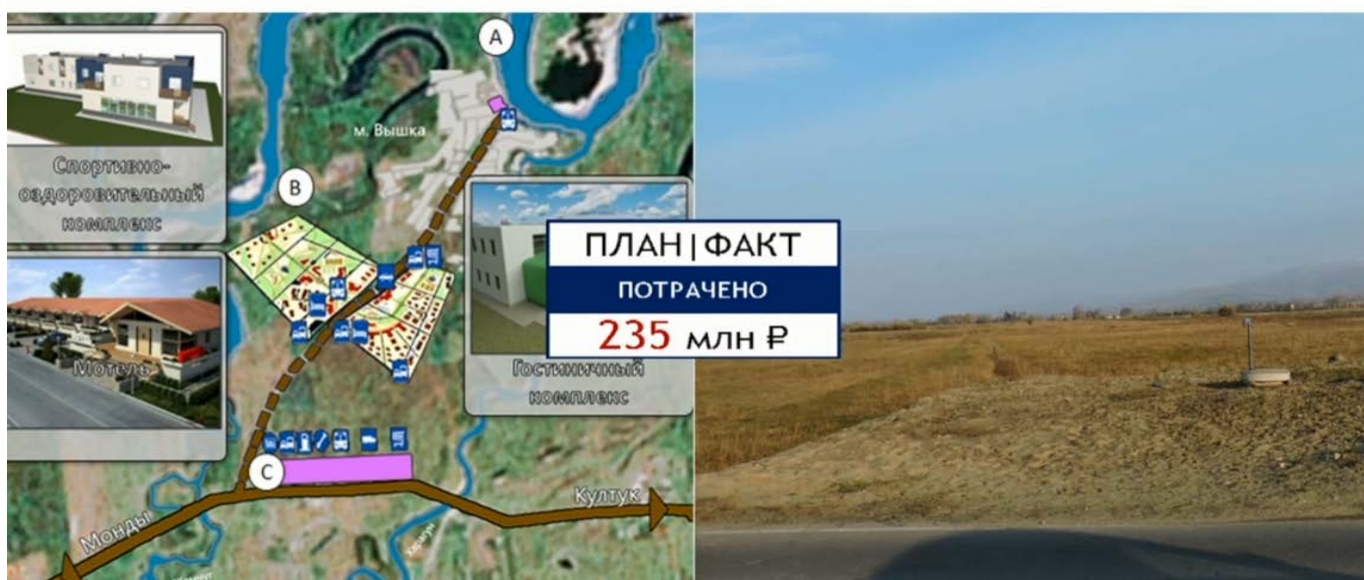 A
м. Вышка
Спортивно-
оздоровительный
комплекс
B
ПЛАН|ФАКТ
ПОТРАЧЕНО
235 млн ₽
Мотель
Гостиничный
комплекс
C
Култук
Монды